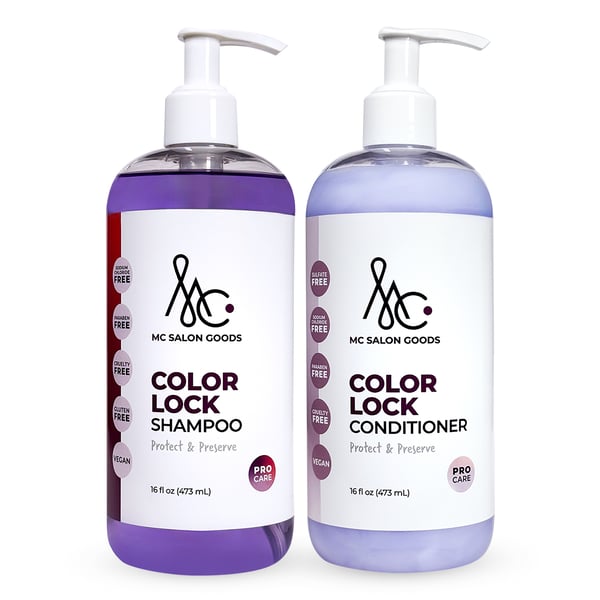 MC.
MC SALON GOODS
COLOR
LOCK
SHAMPOO
Protect & Preserve
PRO
CARE
16 fl oz (473 mL)
SODIUM
CHLORIDE
FREE
PARABEN
FREE
CRUELTY
FREE
GLUTEN
FREE
VEGAN
MC.
MC SALON GOODS
COLOR
LOCK
CONDITIONER
Protect & Preserve
PRO
CARE
16 fl oz (473 mL)
SULFATE
FREE
SODIUM
CHLORIDE
FREE
PARABEN
FREE
CRUELTY
FREE
VEGAN